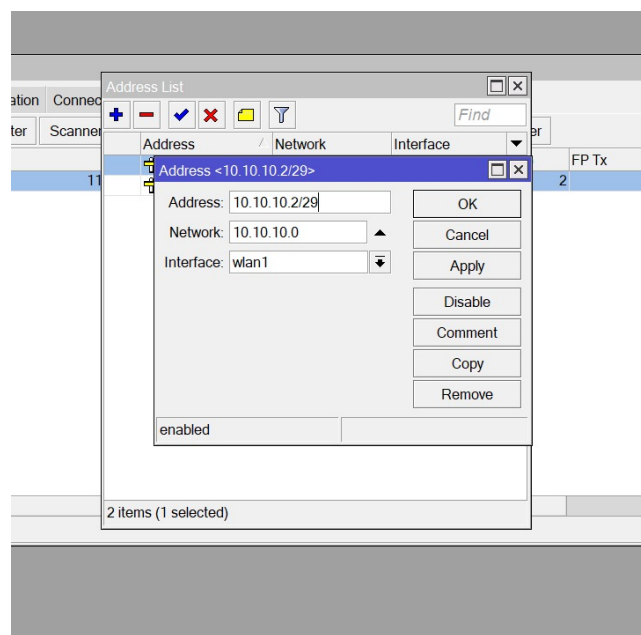 Address List
ation Connec
Find
ter Scanner
er
Address Network Interface
FP Tx
11
2
Address <10.10.10.2/29>
Address: 10.10.10.2/29
OK
Network: 10.10.10.0
Cancel
Interface: wlan1
Apply
Disable
Comment
Copy
Remove
enabled
2 items (1 selected)